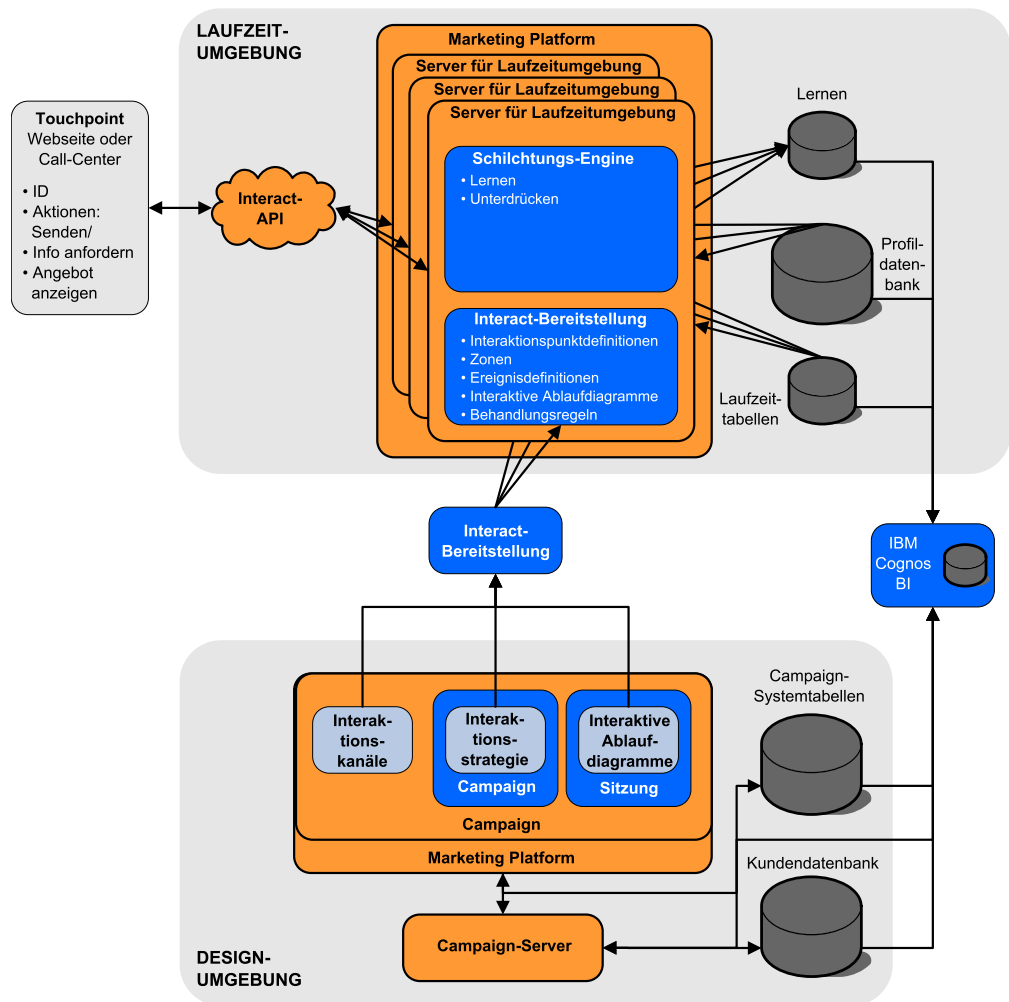 LAUFZEIT-
UMGEBUNG
Marketing Platform
Server für Laufzeitumgebung
Server für Laufzeitumgebung
Server für Laufzeitumgebung
Touchpoint
Webseite oder
Call-Center
• ID
• Aktionen:
Senden/
• Info anfordern
• Angebot
anzeigen
Interact-
API
Schilchtungs-Engine
• Lernen
• Unterdrücken
Interact-Bereitstellung
• Interaktionspunktdefinitionen
• Zonen
• Ereignisdefinitionen
• Interaktive Ablaufdiagramme
• Behandlungsregeln
Lernen
Profil-
daten-
bank
Laufzeit-
tabellen
Interact-
Bereitstellung
IBM
Cognos
BI
Interak-
tions-
kanäle
Interak-
tions-
strategie
Campaign
Interaktive
Ablauf-
diagramme
Sitzung
Campaign
Marketing Platform
Campaign-
Systemtabellen
Kundendatenbank
Campaign-Server
DESIGN-
UMGEBUNG